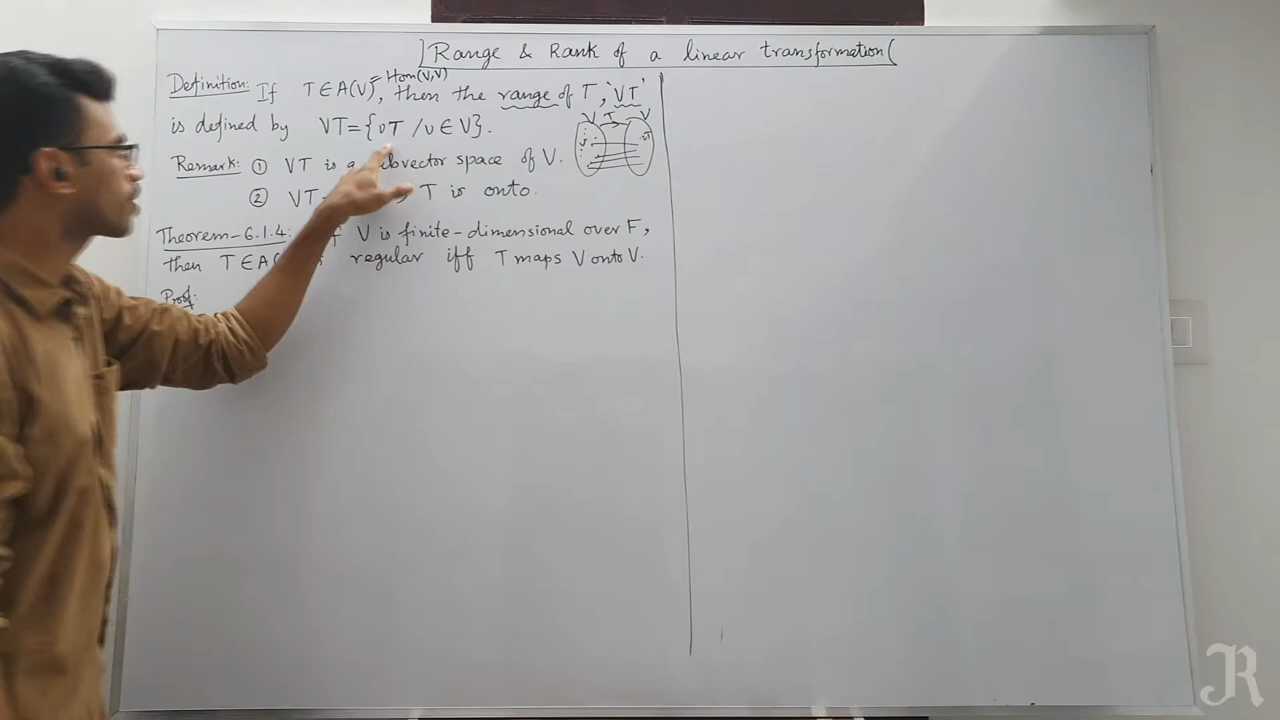 Range & Rank of a linear transformation
Definition: If T∈A(V) = Hom(V,V), then the range of T, 'VT'
is defined by VT={vT /v∈V}.
V T V
vT
Remark: ① VT is a subvector space of V.
② VT= , T is onto.
Theorem-6.1.4: If V is finite-dimensional over F,
then T∈A( regular iff T maps V onto V.
Proof:
R